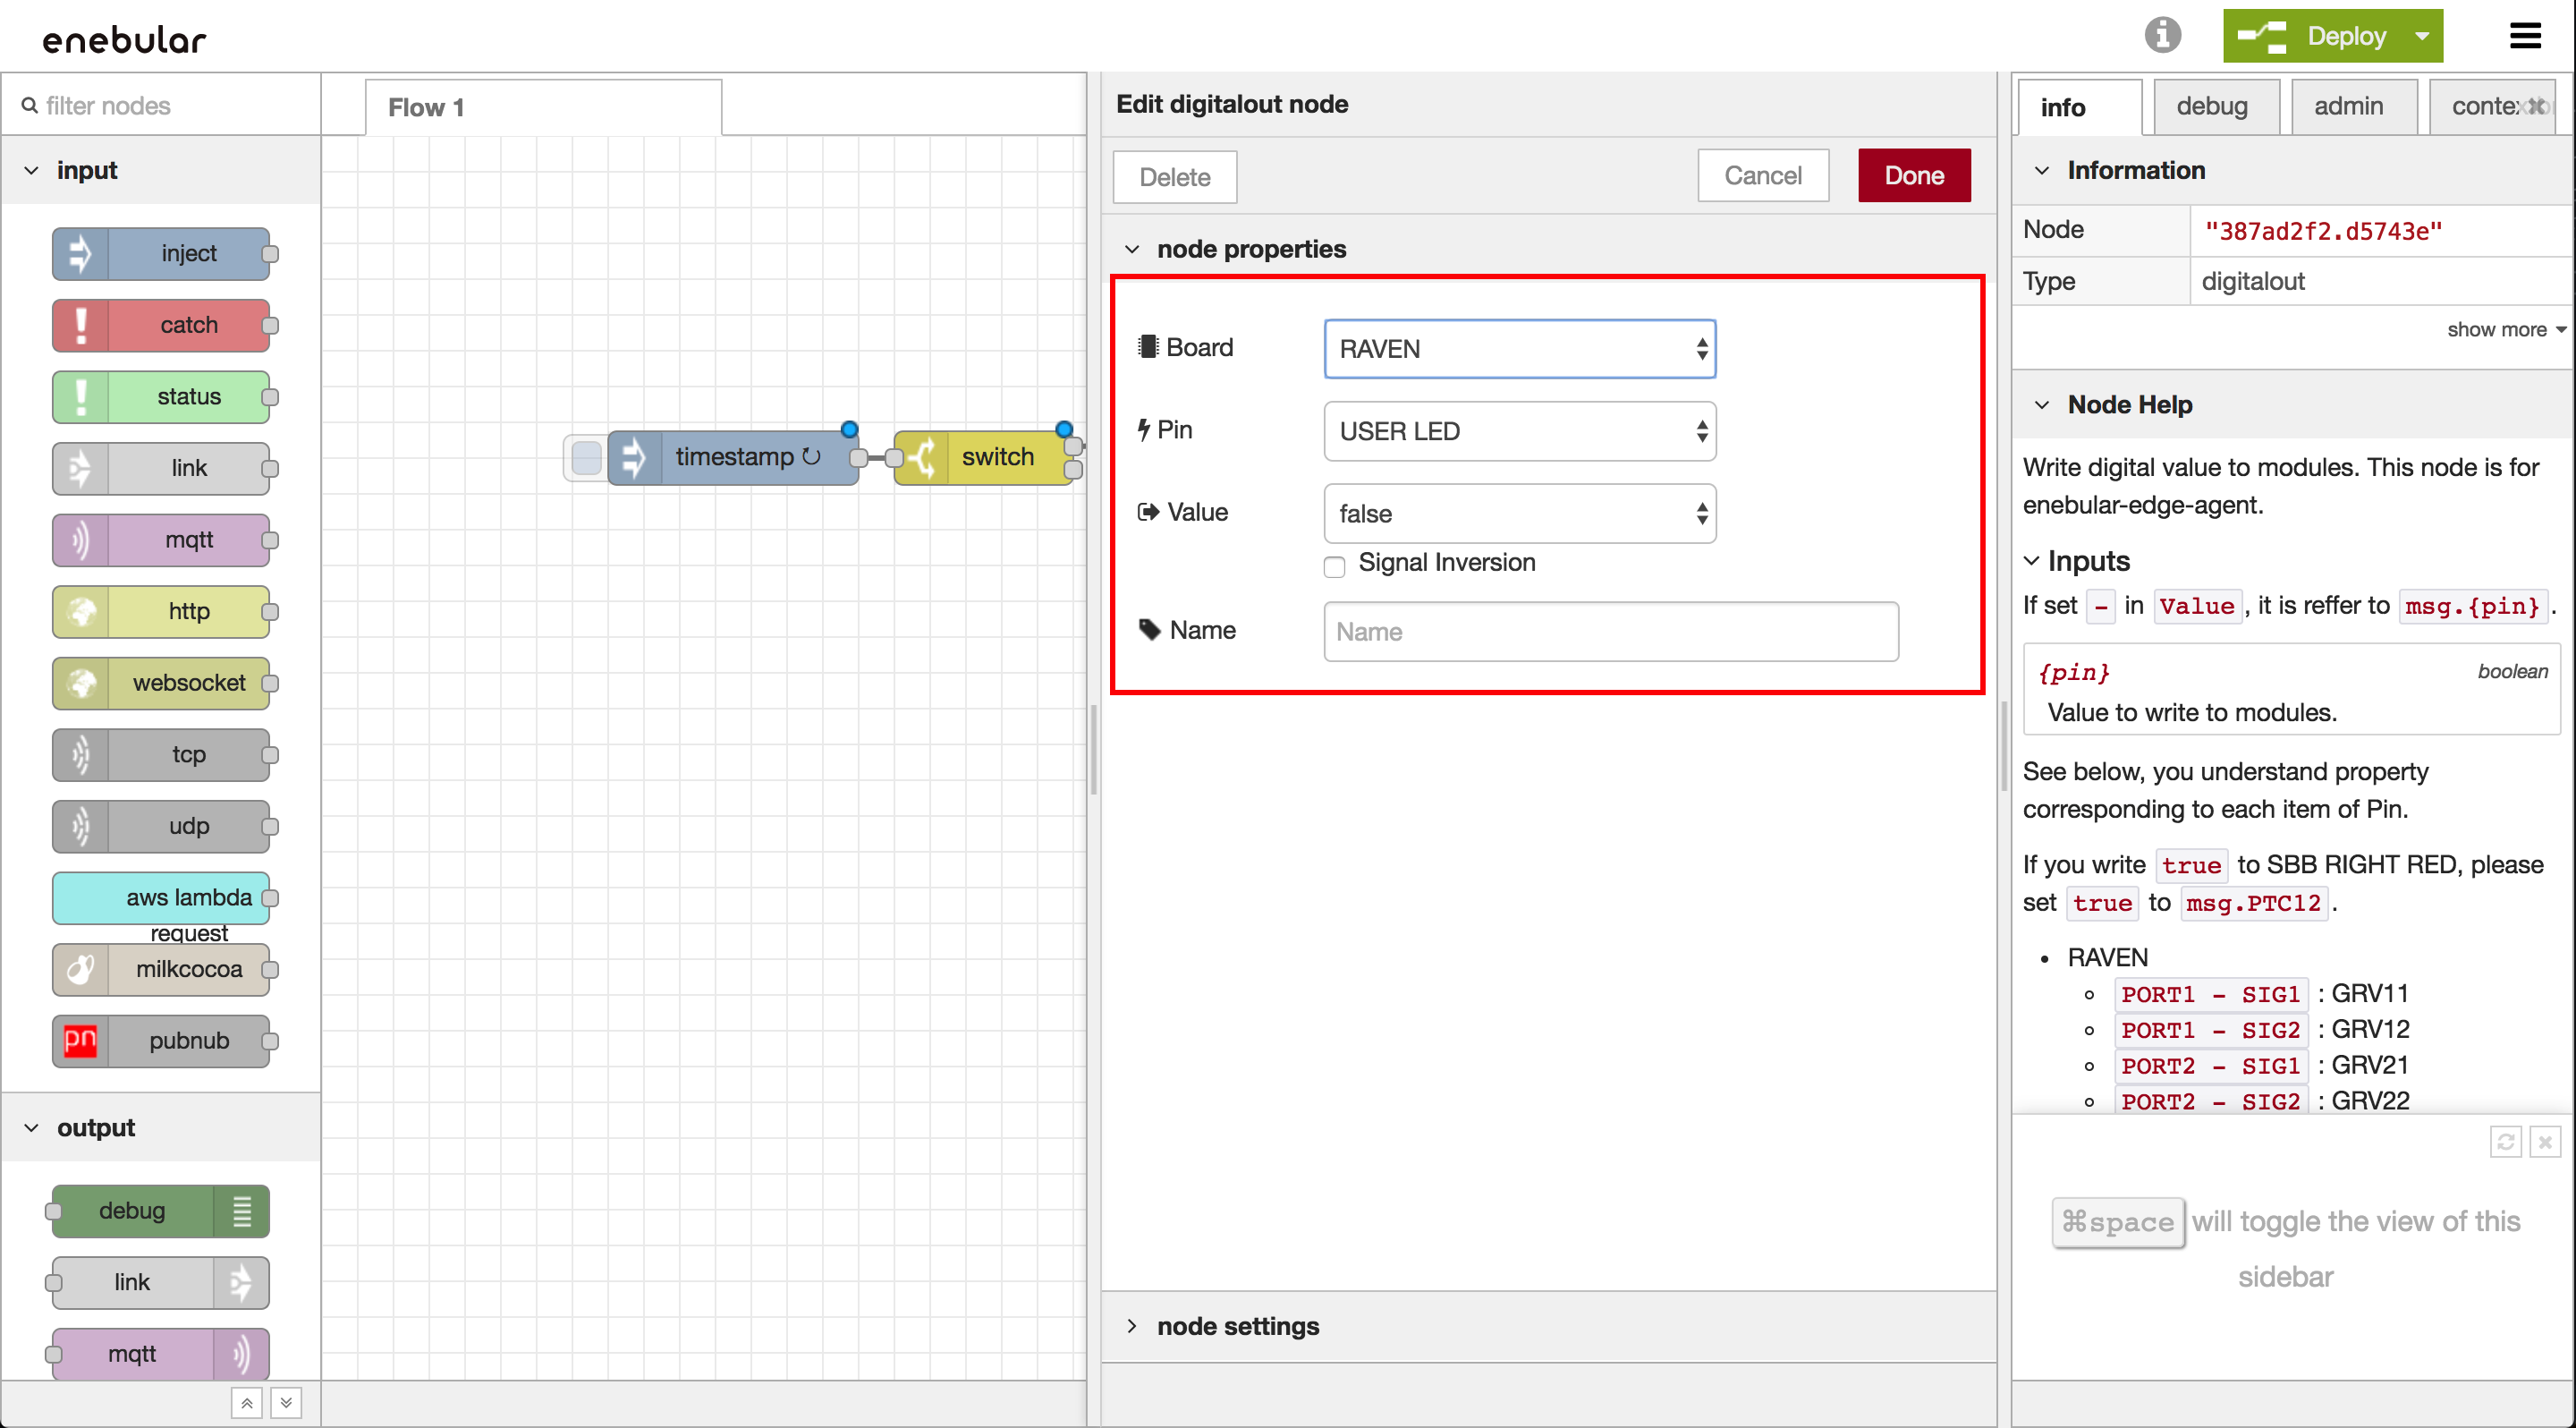 enebular
Deploy
filter nodes
input
inject
catch
status
link
mqtt
http
websocket
tcp
udp
aws lambda
request
milkcocoa
pn pubnub
output
debug
link
mqtt
Flow 1
timestamp ↻
switch
Edit digitalout node
Delete
Cancel
Done
node properties
Board
RAVEN
Pin
USER LED
Value
false
Signal Inversion
Name
Name
node settings
info
debug
admin
Information
Node "387ad2f2.d5743e"
Type digitalout
show more
Node Help
Write digital value to modules. This node is for
enebular-edge-agent.
Inputs
If set - in Value , it is reffer to msg.{pin} .
{pin} boolean
Value to write to modules.
See below, you understand property
corresponding to each item of Pin.
If you write true to SBB RIGHT RED, please
set true to msg.PTC12 .
• RAVEN
PORT1 - SIG1 : GRV11
PORT1 - SIG2 : GRV12
PORT2 - SIG1 : GRV21
PORT2 - SIG2 : GRV22
⌘space will toggle the view of this
sidebar